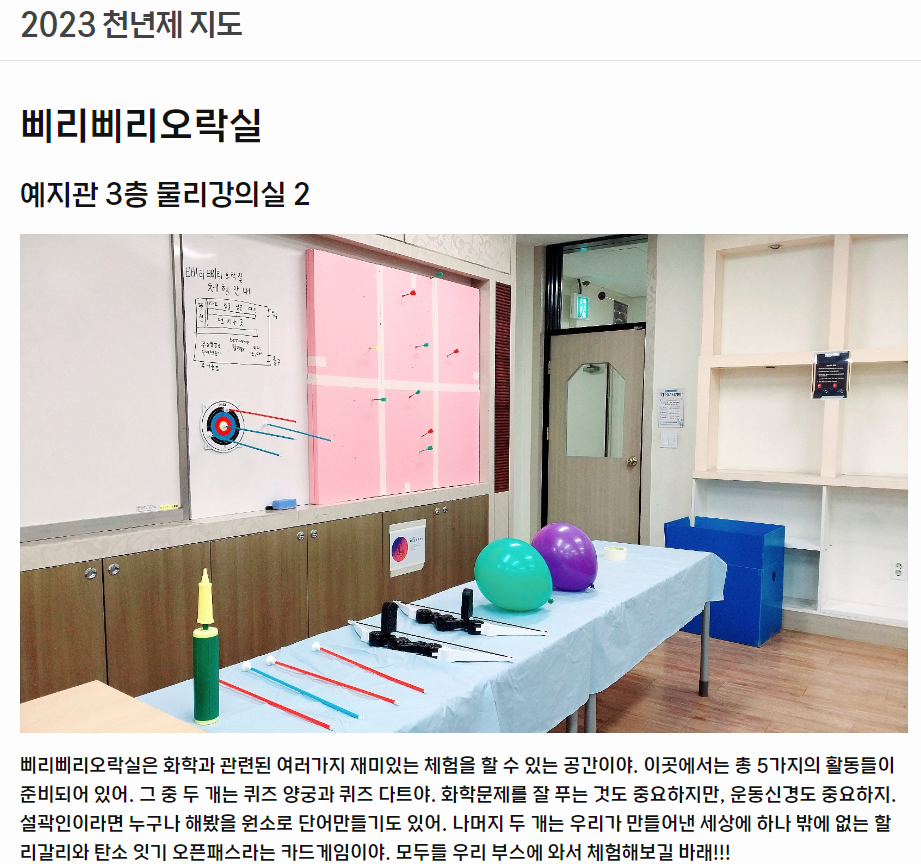 2023 천년제 지도
삐리삐리오락실
예지관 3층 물리강의실 2
삐리삐리오락실은 화학과 관련된 여러가지 재미있는 체험을 할 수 있는 공간이야. 이곳에서는 총 5가지의 활동들이
준비되어 있어. 그 중 두 개는 퀴즈 양궁과 퀴즈 다트야. 화학문제를 잘 푸는 것도 중요하지만, 운동신경도 중요하지.
설곽인이라면 누구나 해봤을 원소로 단어만들기도 있어. 나머지 두 개는 우리가 만들어낸 세상에 하나 밖에 없는 할
리갈리와 탄소 잇기 오픈패스라는 카드게임이야. 모두들 우리 부스에 와서 체험해보길 바래!!!